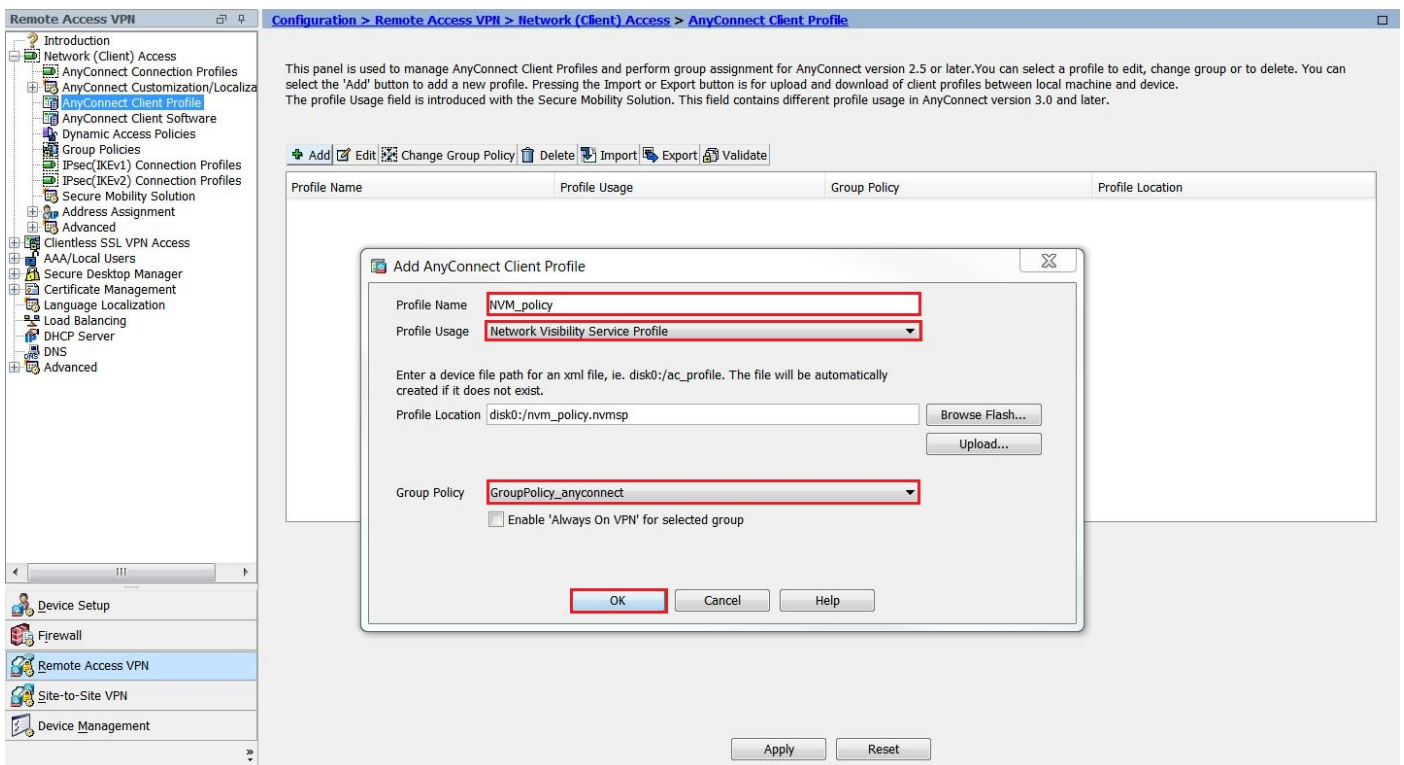 Remote Access VPN
Introduction
Network (Client) Access
AnyConnect Connection Profiles
AnyConnect Customization/Localiza
AnyConnect Client Profile
AnyConnect Client Software
Dynamic Access Policies
Group Policies
IPsec(IKEv1) Connection Profiles
IPsec(IKEv2) Connection Profiles
Secure Mobility Solution
Address Assignment
Advanced
Clientless SSL VPN Access
AAA/Local Users
Secure Desktop Manager
Certificate Management
Language Localization
Load Balancing
DHCP Server
DNS
Advanced
Device Setup
Firewall
Remote Access VPN
Site-to-Site VPN
Device Management
Configuration > Remote Access VPN > Network (Client) Access > AnyConnect Client Profile
This panel is used to manage AnyConnect Client Profiles and perform group assignment for AnyConnect version 2.5 or later.You can select a profile to edit, change group or to delete. You can
select the 'Add' button to add a new profile. Pressing the Import or Export button is for upload and download of client profiles between local machine and device.
The profile Usage field is introduced with the Secure Mobility Solution. This field contains different profile usage in AnyConnect version 3.0 and later.
Add Edit Change Group Policy Delete Import Export Validate
Profile Name Profile Usage Group Policy Profile Location
Add AnyConnect Client Profile
Profile Name NVM_policy
Profile Usage Network Visibility Service Profile
Enter a device file path for an xml file, ie. disk0:/ac_profile. The file will be automatically
created if it does not exist.
Profile Location disk0:/nvm_policy.nvmsp Browse Flash...
Upload...
Group Policy GroupPolicy_anyconnect
Enable 'Always On VPN' for selected group
OK Cancel Help
Apply Reset